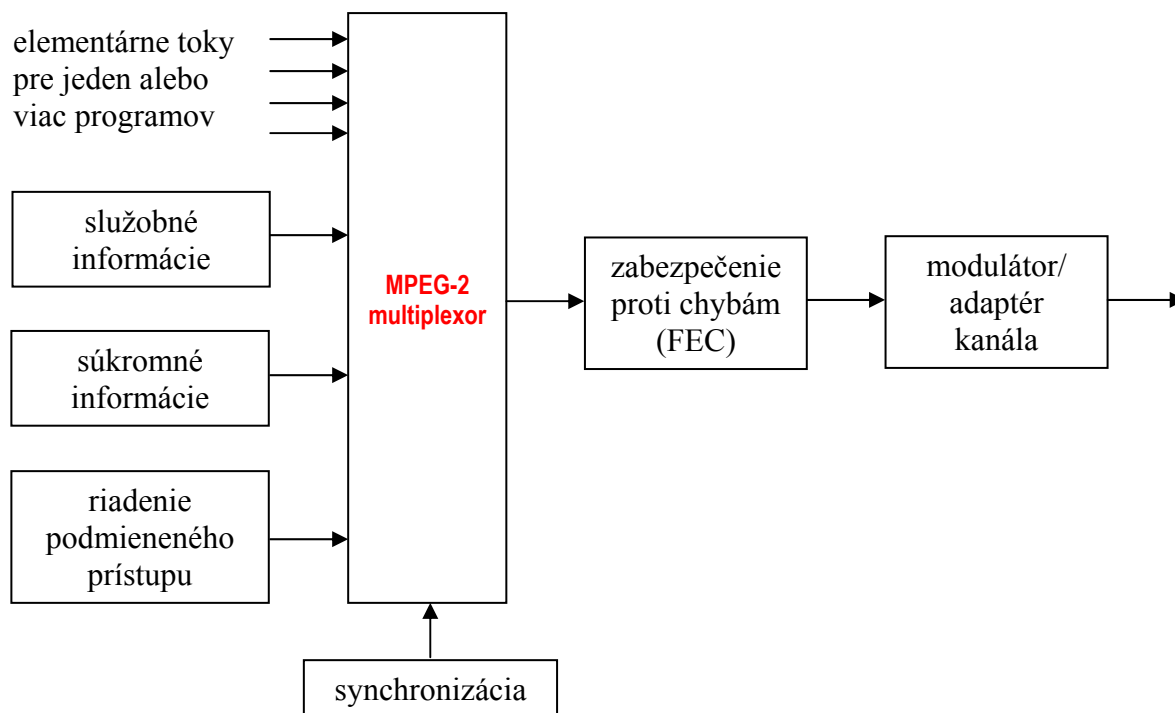 elementárne toky
pre jeden alebo
viac programov
služobné
informácie
súkromné
informácie
riadenie
podmieneného
prístupu
MPEG-2
multiplexor
synchronizácia
zabezpečenie
proti chybám
(FEC)
modulátor/
adaptér
kanála